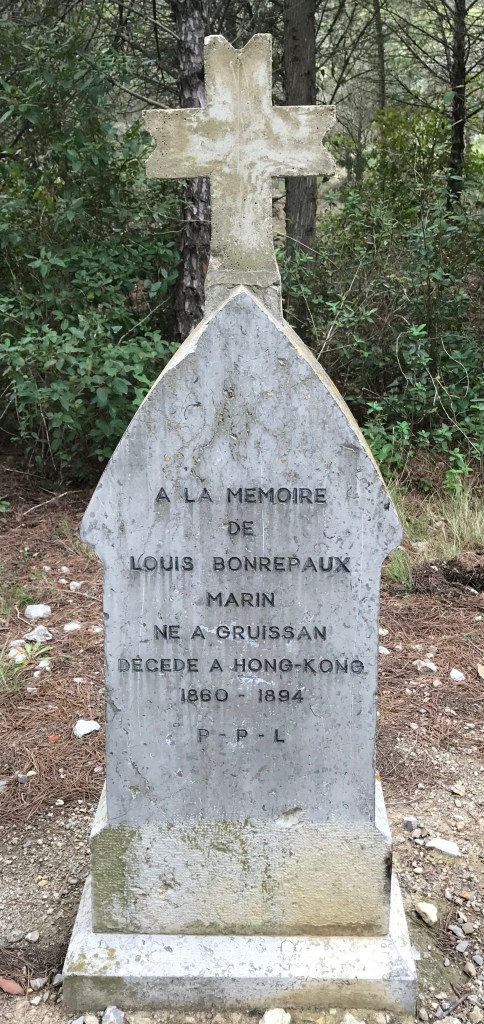 A LA MEMOIRE
DE
LOUIS BONREPAUX
MARIN
NE A GRUISSAN
DECEDE A HONG-KONG
1860 - 1894
P-P-L